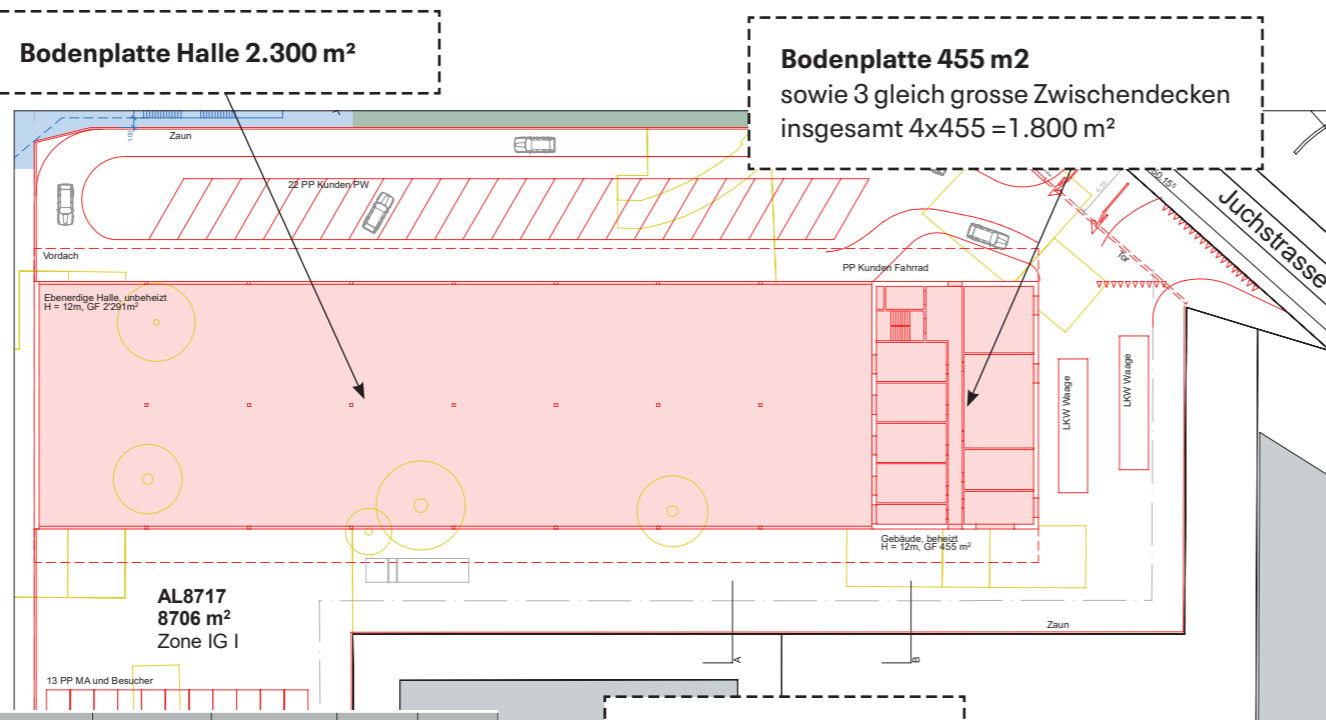 Bodenplatte Halle 2.300 m²
Bodenplatte 455 m2
sowie 3 gleich grosse Zwischendecken
insgesamt 4x455 =1.800 m²
Zaun
1.00
22 PP Kunden PW
Juchstrasse
Tor
Vordach
PP Kunden Fahrrad
Ebenerdige Halle, unbeheizt
H = 12m, GF 2'291m²
LKW Waage
LKW Waage
Gebäude, beheizt
H = 12m, GF 455 m²
AL8717
8706 m²
Zone IG I
Zaun
A
B
13 PP MA und Besucher